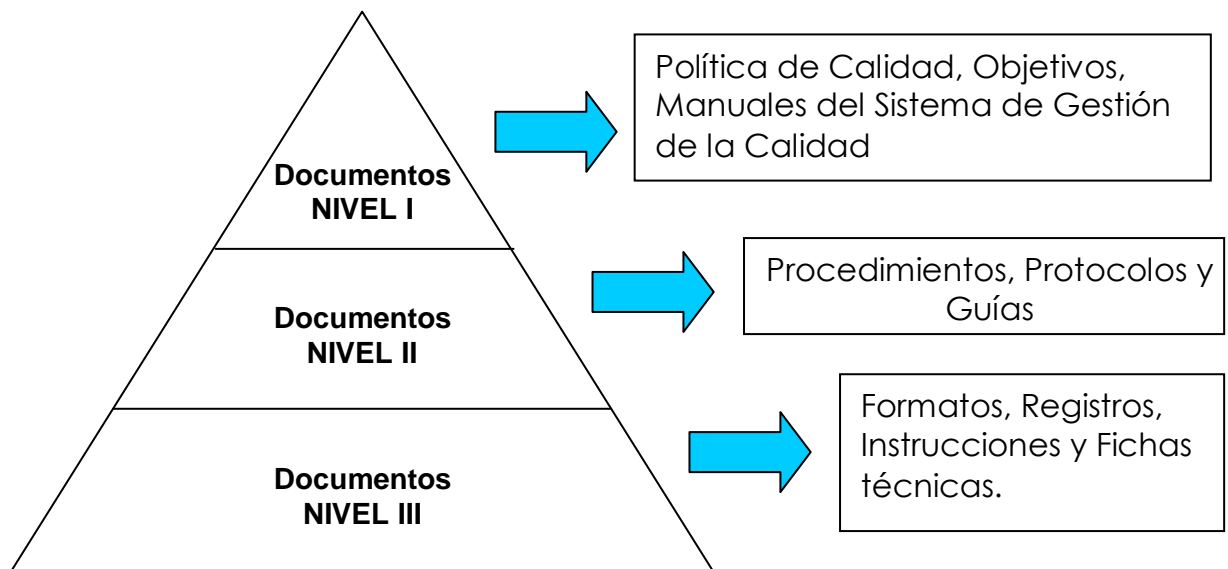 Documentos
NIVEL I
Política de Calidad, Objetivos,
Manuales del Sistema de Gestión
de la Calidad
Documentos
NIVEL II
Procedimientos, Protocolos y
Guías
Documentos
NIVEL III
Formatos, Registros,
Instrucciones y Fichas
técnicas.